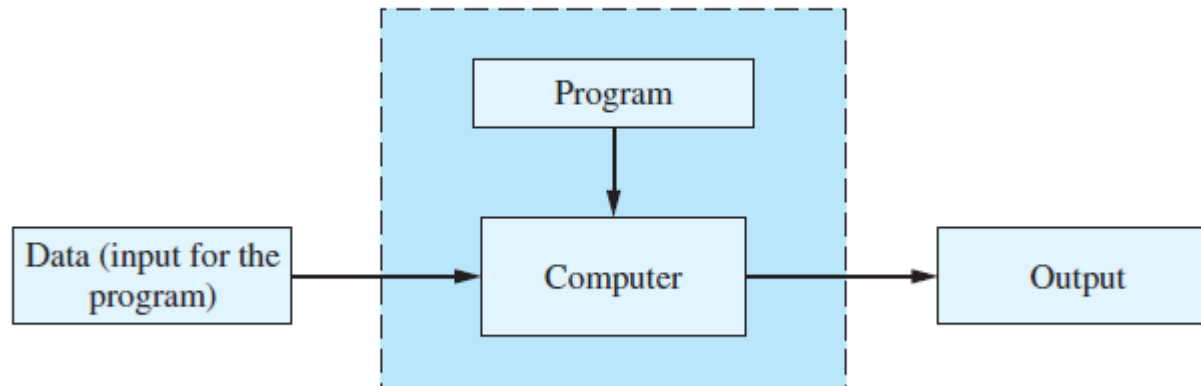 Program
Data (input for the
program)
Computer
Output